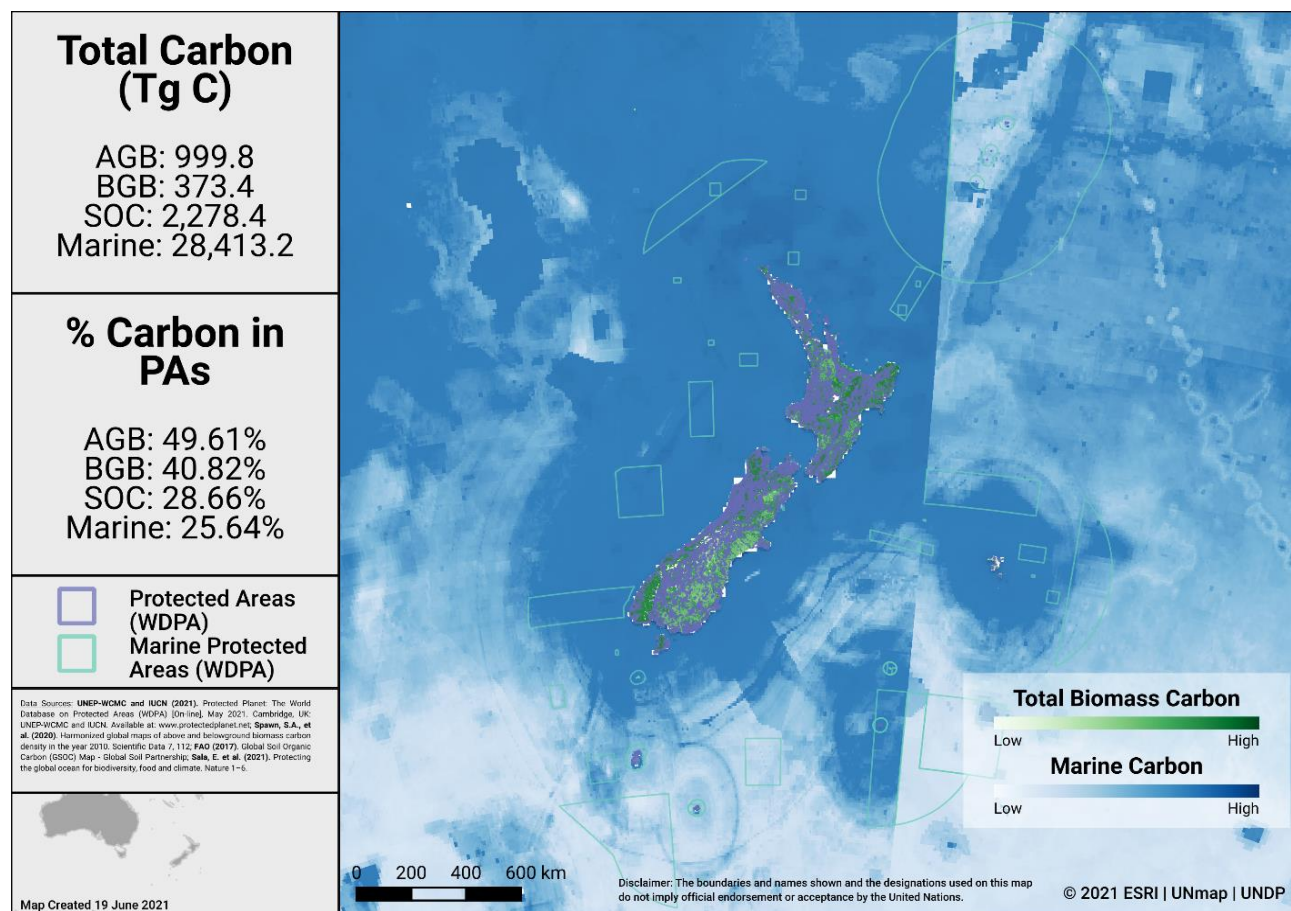 Total Carbon
(Tg C)
AGB: 999.8
BGB: 373.4
SOC: 2,278.4
Marine: 28,413.2
% Carbon in
PAs
AGB: 49.61%
BGB: 40.82%
SOC: 28.66%
Marine: 25.64%
Protected Areas
(WDPA)
Marine Protected
Areas (WDPA)
Data Sources: UNEP-WCMC and IUCN (2021). Protected Planet: The World
Database on Protected Areas (WDPA) [On-line], May 2021. Cambridge, UK:
UNEP-WCMC and IUCN. Available at: www.protectedplanet.net; Spawn, S.A., et
al. (2020). Harmonized global maps of above and belowground biomass carbon
density in the year 2010. Scientific Data 7, 112; FAO (2017). Global Soil Organic
Carbon (GSOC) Map - Global Soil Partnership; Sala, E. et al. (2021). Protecting
the global ocean for biodiversity, food and climate. Nature 1–6.
Map Created 19 June 2021
Total Biomass Carbon
Low High
Marine Carbon
Low High
0 200 400 600 km
Disclaimer: The boundaries and names shown and the designations used on this map
do not imply official endorsement or acceptance by the United Nations.
© 2021 ESRI | UNmap | UNDP